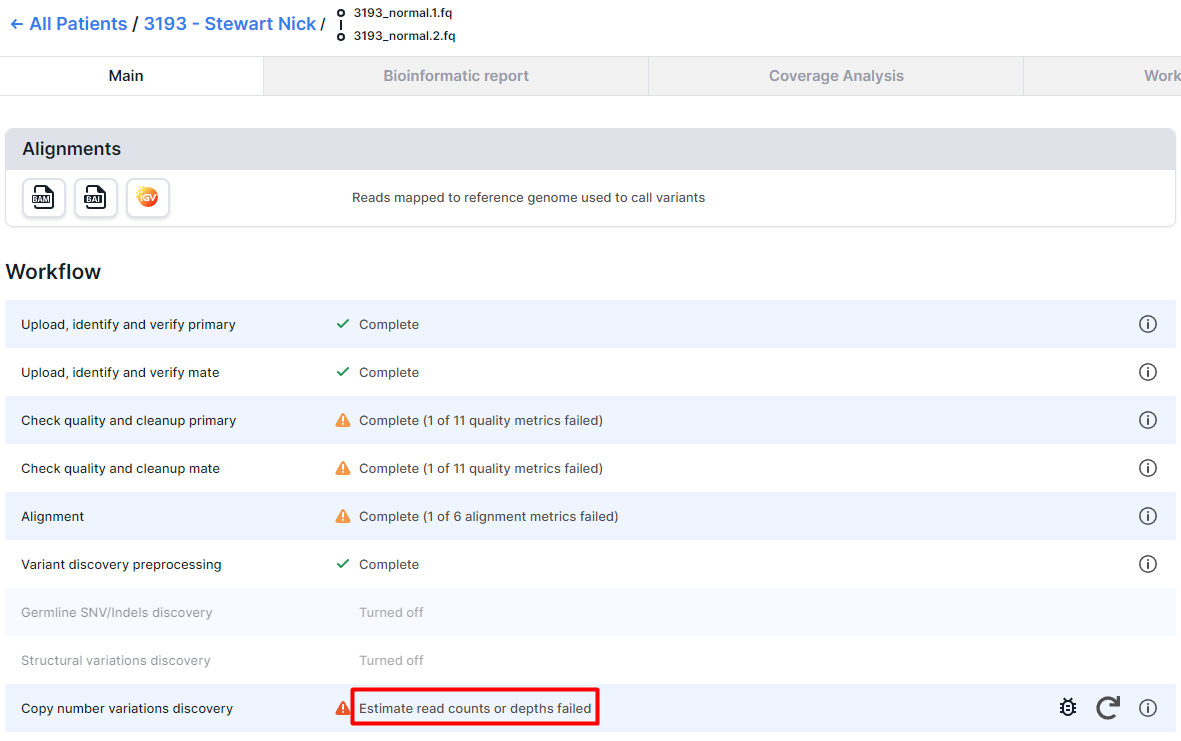 ← All Patients / 3193 - Stewart Nick /
3193_normal.1.fq
3193_normal.2.fq
Main
Bioinformatic report
Coverage Analysis
Work
Alignments
BAM
BAI
IGV
Reads mapped to reference genome used to call variants
Workflow
Upload, identify and verify primary Complete
Upload, identify and verify mate Complete
Check quality and cleanup primary Complete (1 of 11 quality metrics failed)
Check quality and cleanup mate Complete (1 of 11 quality metrics failed)
Alignment Complete (1 of 6 alignment metrics failed)
Variant discovery preprocessing Complete
Germline SNV/Indels discovery Turned off
Structural variations discovery Turned off
Copy number variations discovery Estimate read counts or depths failed